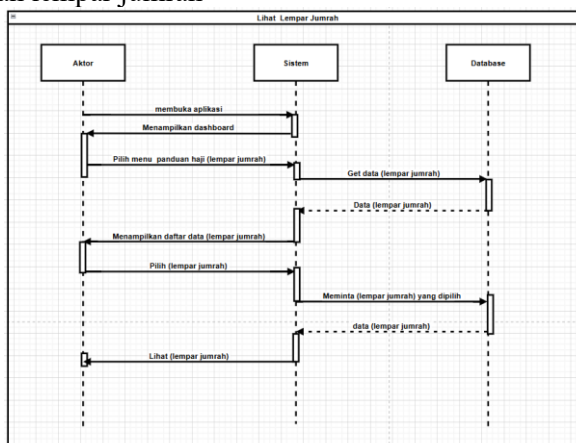 lempar jumrah
Lihat Lempar Jumrah
Aktor
Sistem
Database
membuka aplikasi
Menampilkan dashboard
Pilih menu panduan haji (lempar jumrah)
Get data (lempar jumrah)
Data (lempar jumrah)
Menampilkan daftar data (lempar jumrah)
Pilih (lempar jumrah)
Meminta (lempar jumrah) yang dipilih
data (lempar jumrah)
Lihat (lempar jumrah)